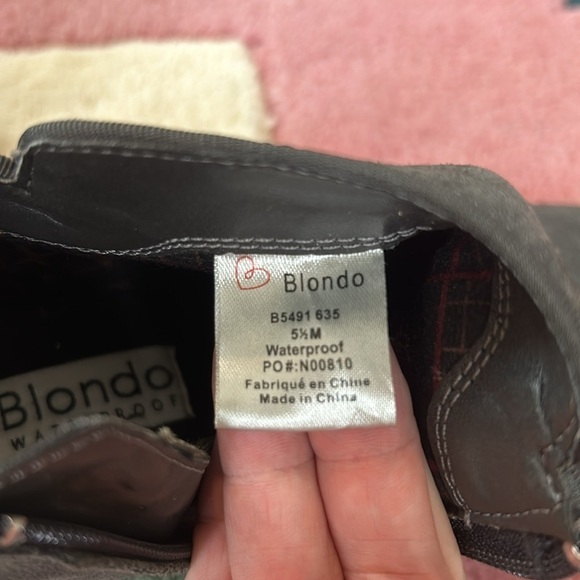 Blondo
B5491 635
5½M
Waterproof
PO#:N00810
Fabriqué en Chine
Made in China
Blondo
WATERPROOF